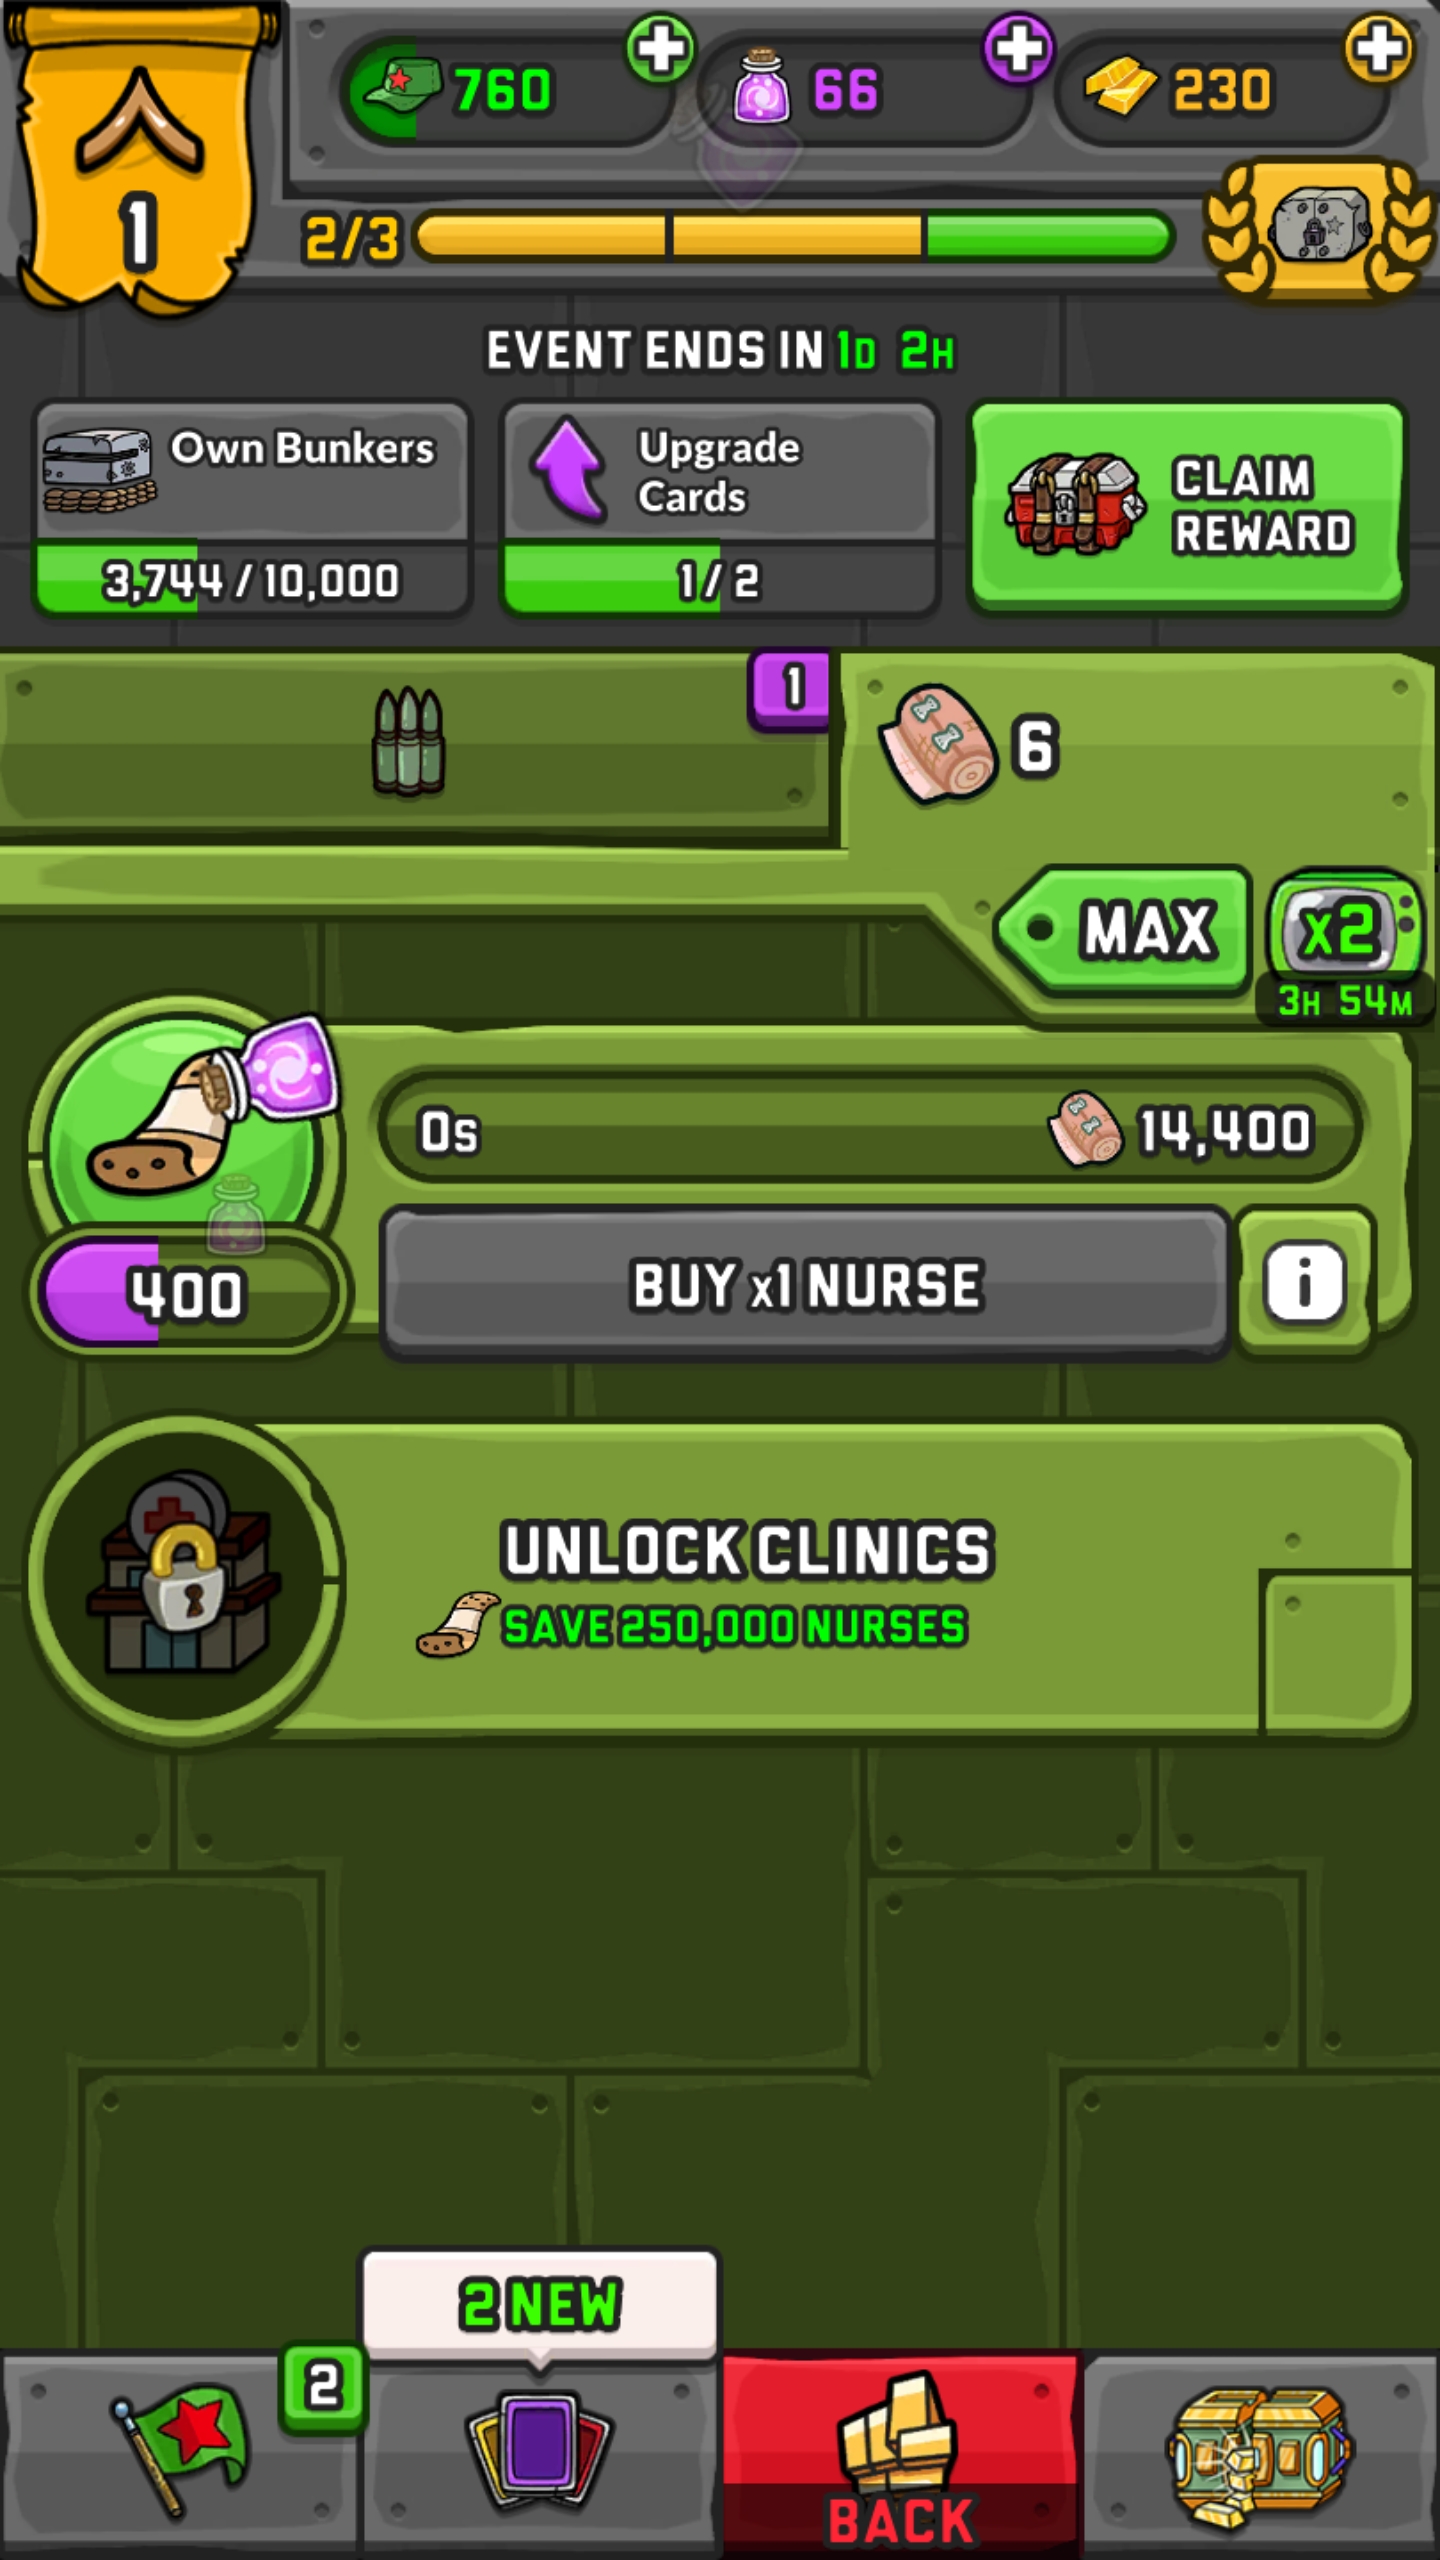 760
66
230
1
2/3
EVENT ENDS IN 1D 2H
Own Bunkers
3,744 / 10,000
Upgrade
Cards
1 / 2
CLAIM
REWARD
1
6
MAX
x2
3H 54M
0s
14,400
400
BUY x1 NURSE
i
UNLOCK CLINICS
SAVE 250,000 NURSES
2 NEW
2
BACK